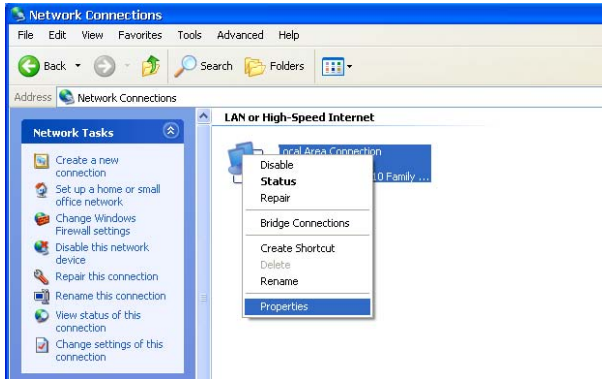 Network Connections
File Edit View Favorites Tools Advanced Help
Back Search Folders
Address Network Connections
Network Tasks
Create a new
connection
Set up a home or small
office network
Change Windows
Firewall settings
Disable this network
device
Repair this connection
Rename this connection
View status of this
connection
Change settings of this
connection
LAN or High-Speed Internet
Local Area Connection
10 Family ...
Disable
Status
Repair
Bridge Connections
Create Shortcut
Delete
Rename
Properties